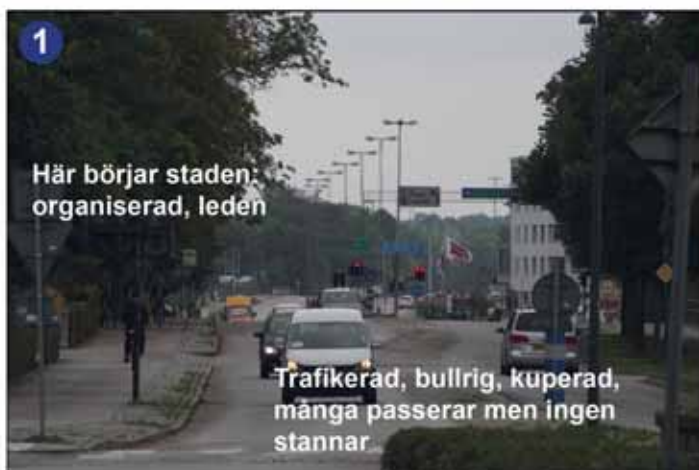 1
Här börjar staden:
organiserad, leden
Trafikerad, bullrig, kuperad,
många passerar men ingen
stannar